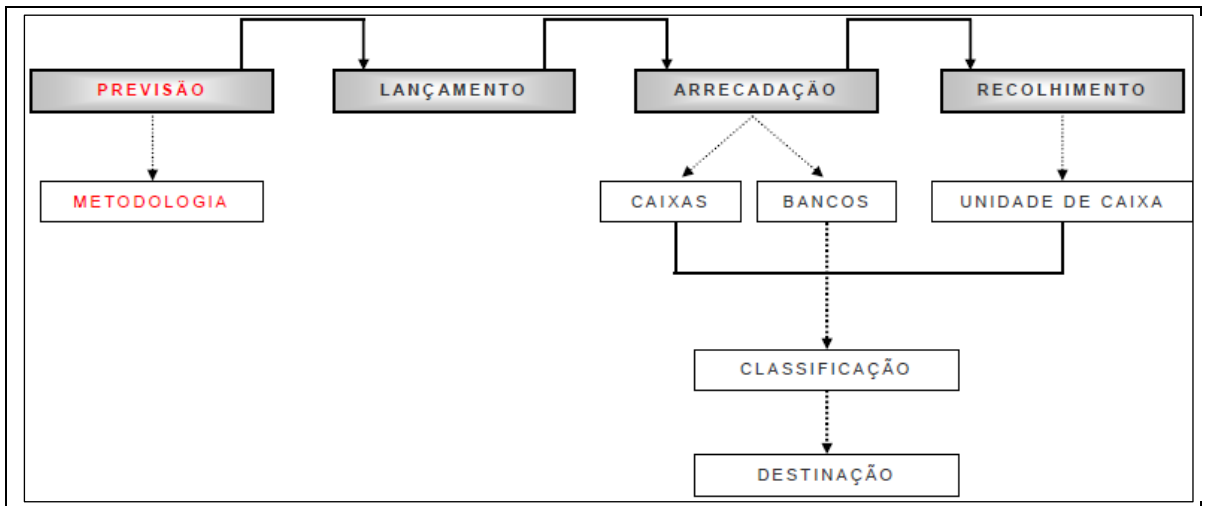 PREVISÃO
LANÇAMENTO
ARRECADAÇÃO
RECOLHIMENTO
METODOLOGIA
CAIXAS
BANCOS
UNIDADE DE CAIXA
CLASSIFICAÇÃO
DESTINAÇÃO